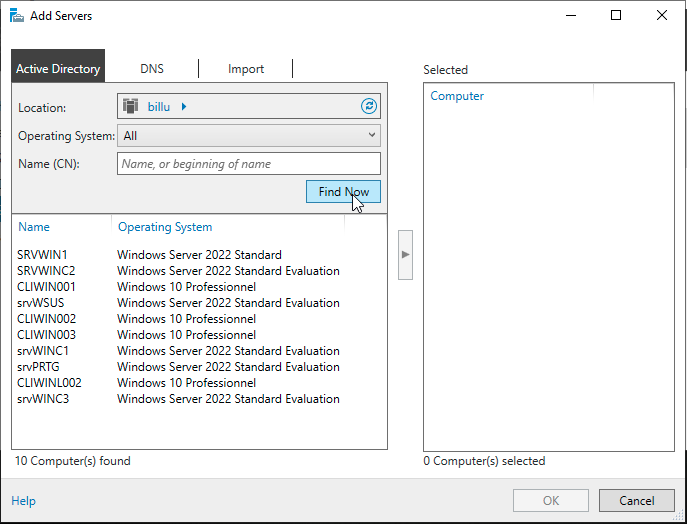 Add Servers
Active Directory DNS Import
Location: billu
Operating System: All
Name (CN): Name, or beginning of name
Find Now
Name Operating System
SRVWIN1 Windows Server 2022 Standard
SRVWINC2 Windows Server 2022 Standard Evaluation
CLIWIN001 Windows 10 Professionnel
srvWSUS Windows Server 2022 Standard Evaluation
CLIWIN002 Windows 10 Professionnel
CLIWIN003 Windows 10 Professionnel
srvWINC1 Windows Server 2022 Standard Evaluation
srvPRTG Windows Server 2022 Standard Evaluation
CLIWINL002 Windows 10 Professionnel
srvWINC3 Windows Server 2022 Standard Evaluation
10 Computer(s) found
Selected
Computer
0 Computer(s) selected
Help OK Cancel